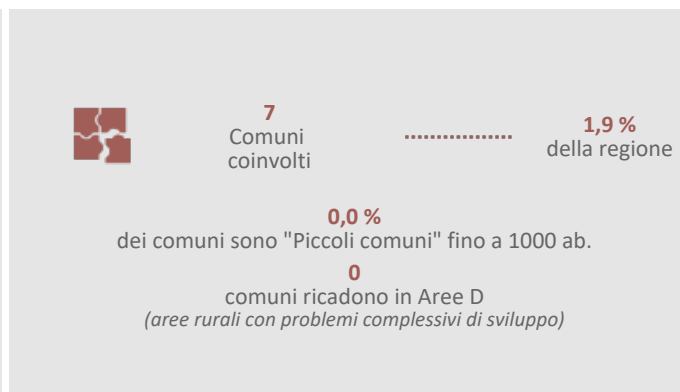 7
Comuni
coinvolti
1,9 %
della regione
0,0 %
dei comuni sono "Piccoli comuni" fino a 1000 ab.
0
comuni ricadono in Aree D
(aree rurali con problemi complessivi di sviluppo)